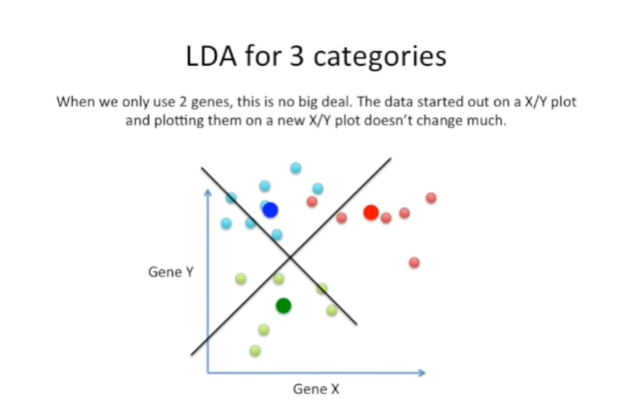 LDA for 3 categories
When we only use 2 genes, this is no big deal. The data started out on a X/Y plot
and plotting them on a new X/Y plot doesn't change much.
Gene Y
Gene X